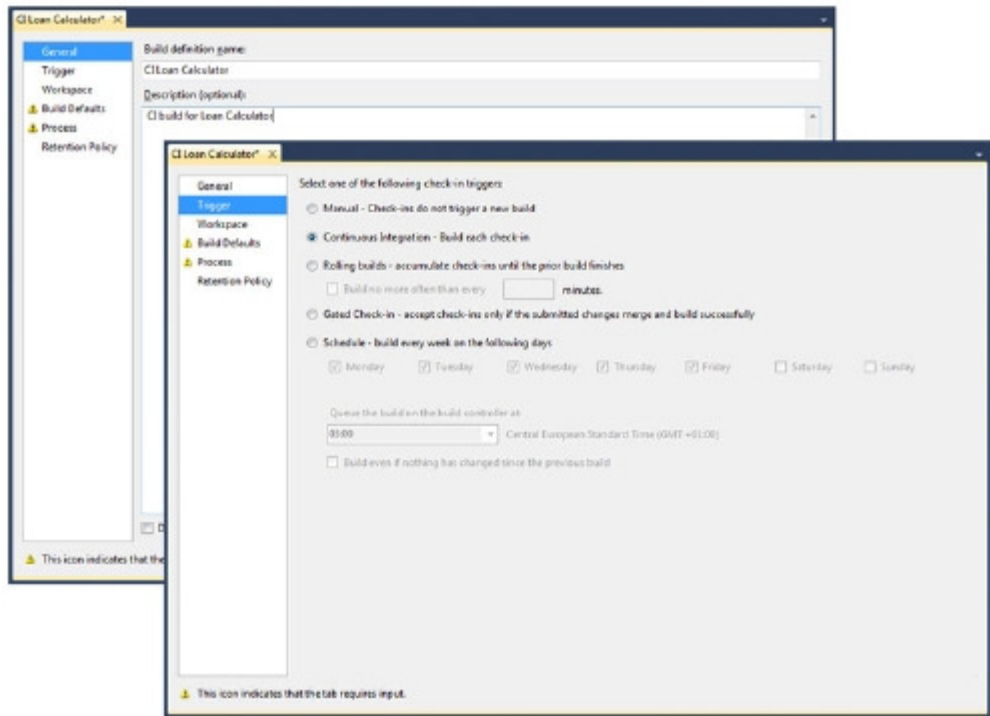 CI Loan Calculator*
General
Trigger
Workspace
Build Defaults
Process
Retention Policy
Build definition name:
CI Loan Calculator
Description (optional):
CI build for Loan Calculator
D
This icon indicates that the
CI Loan Calculator*
General
Trigger
Workspace
Build Defaults
Process
Retention Policy
Select one of the following check-in triggers:
Manual - Check-ins do not trigger a new build
Continuous Integration - Build each check-in
Rolling builds - accumulate check-ins until the prior build finishes
Build no more often than every minutes.
Gated Check-in - accept check-ins only if the submitted changes merge and build successfully
Schedule - build every week on the following days
Monday Tuesday Wednesday Thursday Friday Saturday Sunday
Queue the build on the build controller at:
03:00 Central European Standard Time (GMT +01:00)
Build even if nothing has changed since the previous build
This icon indicates that the tab requires input.